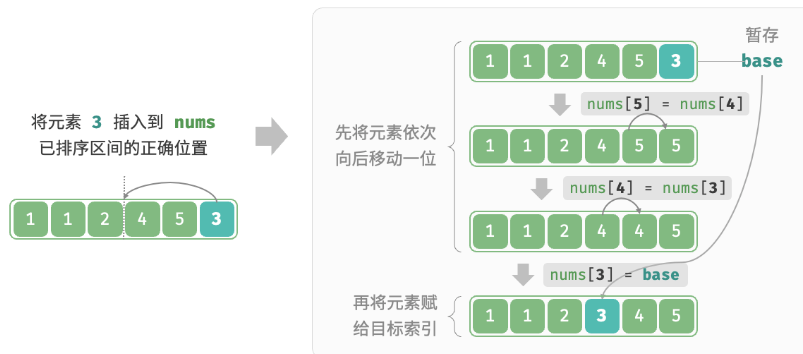 将元素 3 插入到 nums
已排序区间的正确位置
1 1 2 4 5 3
先将元素依次
向后移动一位
1 1 2 4 5 3
暂存
base
nums[5] = nums[4]
1 1 2 4 5 5
nums[4] = nums[3]
1 1 2 4 4 5
nums[3] = base
再将元素赋
给目标索引
1 1 2 3 4 5